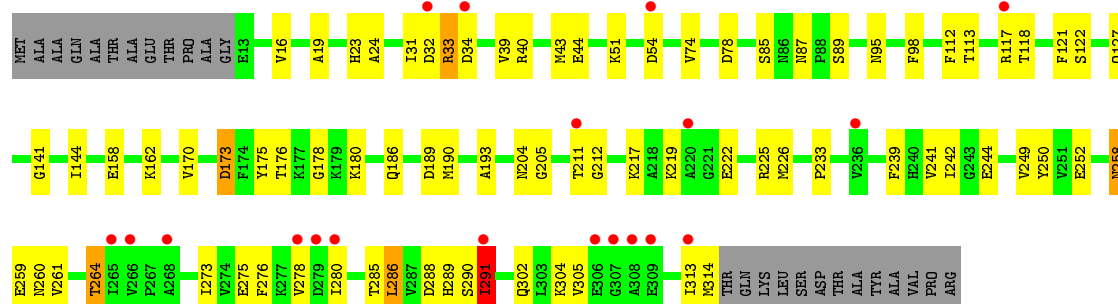 MET ALA ALA GLN ALA THR ALA GLU THR PRO ALA GLY E13 V16 A19 H23 A24 I31 D32 R33 D34 V39 R40 M43 E44 K51 D54 V74 D78 S85 N86 N87 P88 S89 N95 F98 F112 T113 R117 T118 F121 S122 Q127
G141 I144 E158 K162 V170 D173 F174 Y175 T176 K177 G178 K179 K180 Q186 D189 M190 A193 N204 G205 T211 G212 K217 A218 K219 A220 G221 E222 R225 M226 P233 V236 F239 H240 V241 I242 G243 E244 V249 Y250 V251 E252 N258
E259 N260 V261 T264 I265 V266 P267 A268 I273 V274 E275 F276 K277 V278 D279 I280 T285 L286 V287 D288 H289 S290 I291 Q302 L303 K304 V305 E306 G307 A308 E309 I313 M314 THR GLN LYS LEU SER ASP THR ALA TYR ALA VAL PRO ARG